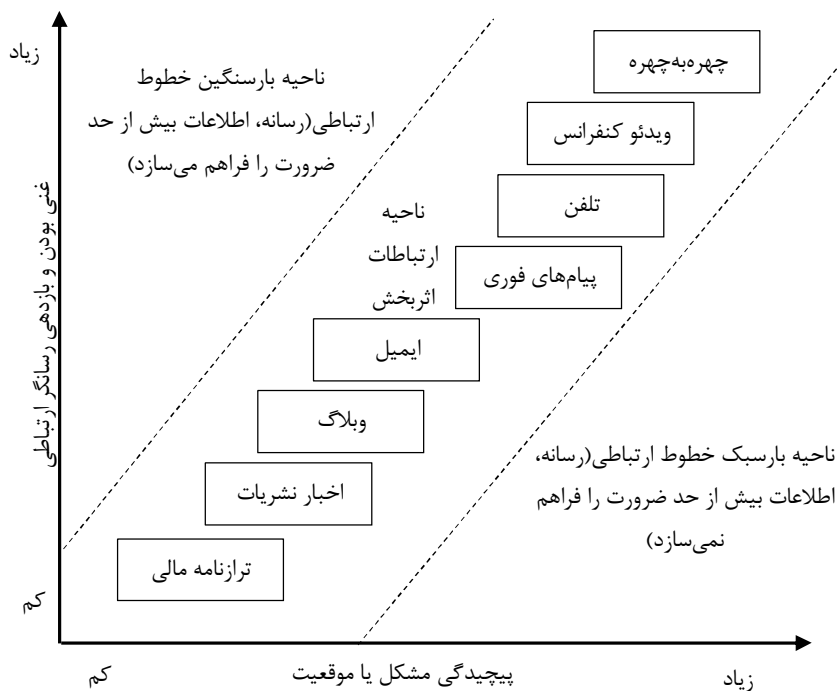 زیاد
ناحیه بارسنگین خطوط
ارتباطی(رسانه، اطلاعات بیش از حد
ضرورت را فراهم می‌سازد)
چهره‌به‌چهره
ویدئو کنفرانس
تلفن
ناحیه
ارتباطات
اثربخش
پیام‌های فوری
ایمیل
وبلاگ
اخبار نشریات
ترازنامه مالی
ناحیه بارسبک خطوط ارتباطی(رسانه،
اطلاعات بیش از حد ضرورت را فراهم
نمی‌سازد)
غنی بودن و بازدهی رسانگر ارتباطی
کم
کم
پیچیدگی مشکل یا موقعیت
زیاد